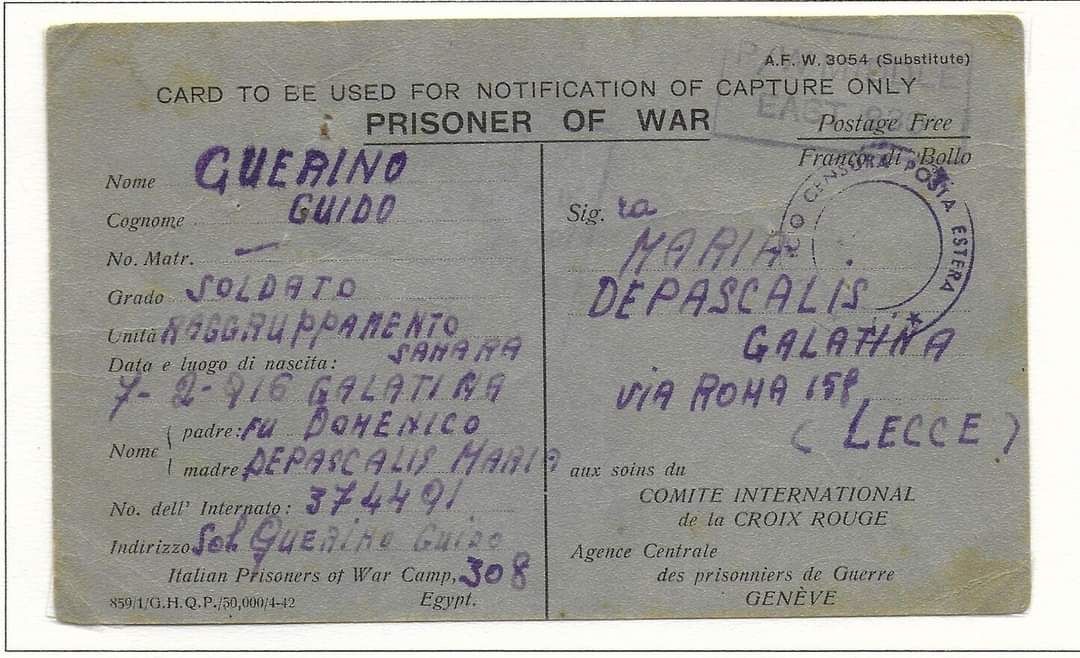 A.F. W. 3054 (Substitute)
CARD TO BE USED FOR NOTIFICATION OF CAPTURE ONLY
PRISONER OF WAR
Postage Free
Franco di Bollo
EAST
CENSURA POSTA ESTERA
Nome GUERINO
Cognome GUIDO
No. Matr. —
Grado SOLDATO
Unità RAGGRUPPAMENTO
SAHARA
Data e luogo di nascita:
7-2-916 GALATINA
Nome
padre: FU DOMENICO
madre DEPASCALIS MARIA
No. dell' Internato: 374491
Indirizzo Sol GUERINO GUIDO
Italian Prisoners of War Camp, 308
Egypt.
859/1/G.H.Q.P./50,000/4-42
Sig. ra
MARIA
DEPASCALIS
GALATINA
VIA ROMA 158
(LECCE)
aux soins du
COMITE INTERNATIONAL
de la CROIX ROUGE
Agence Centrale
des prisonniers de Guerre
GENÈVE